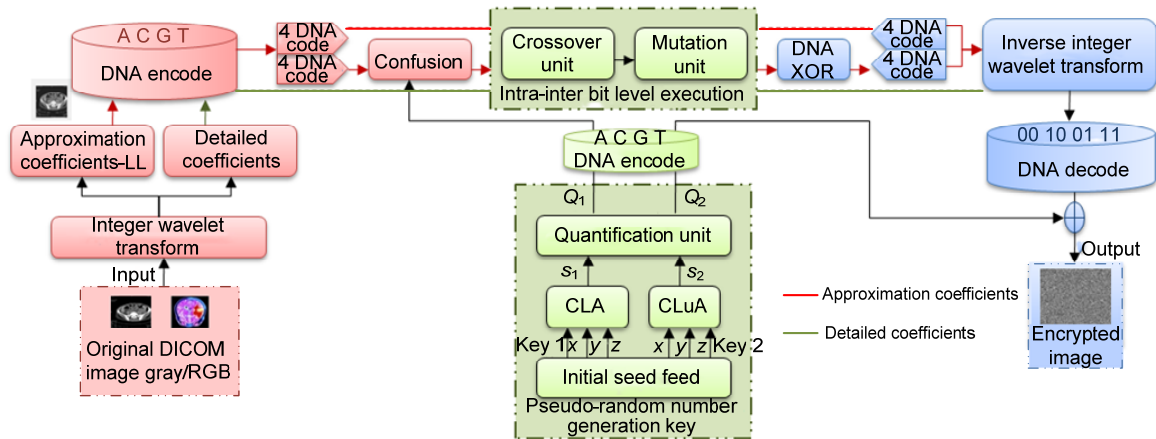 A C G T
DNA encode
4 DNA
code
4 DNA
code
Confusion
Crossover
unit
Mutation
unit
Intra-inter bit level execution
DNA
XOR
4 DNA
code
4 DNA
code
Inverse integer
wavelet transform
Approximation
coefficients-LL
Detailed
coefficients
A C G T
DNA encode
00 10 01 11
DNA decode
Integer wavelet
transform
Input
Original DICOM
image gray/RGB
Q1
Q2
Quantification unit
s1
s2
CLA
CLuA
Key 1 x y z
x y z Key 2
Initial seed feed
Pseudo-random number
generation key
Output
Encrypted
image
Approximation coefficients
Detailed coefficients